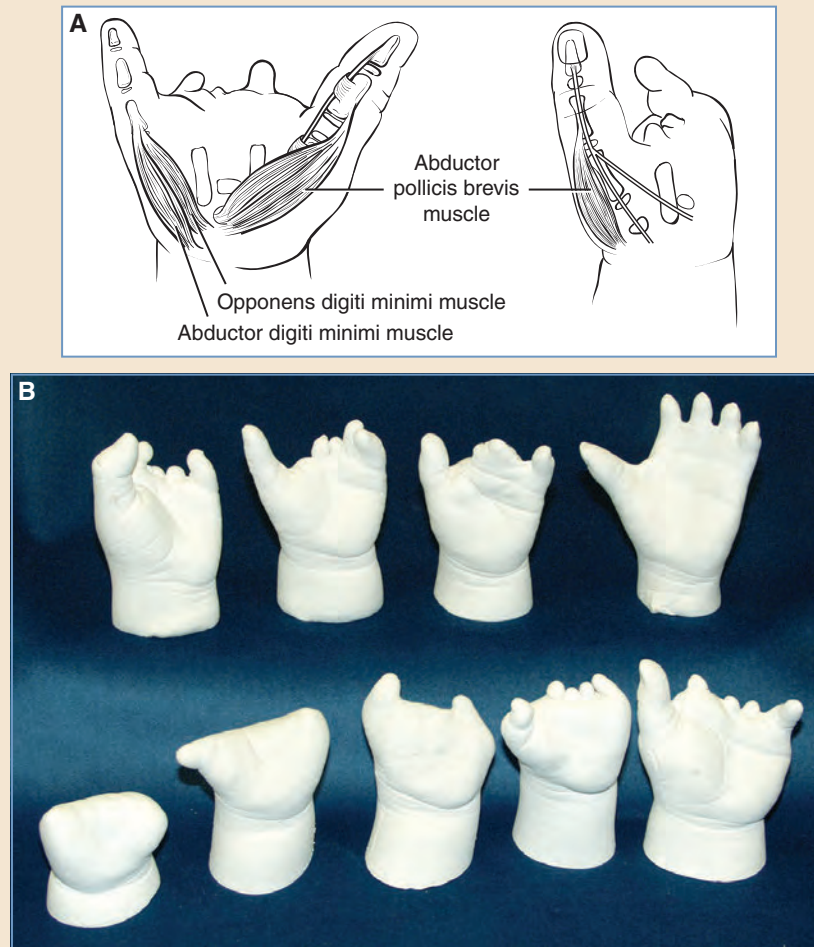 A
Abductor
pollicis brevis
muscle
Opponens digiti minimi muscle
Abductor digiti minimi muscle
B